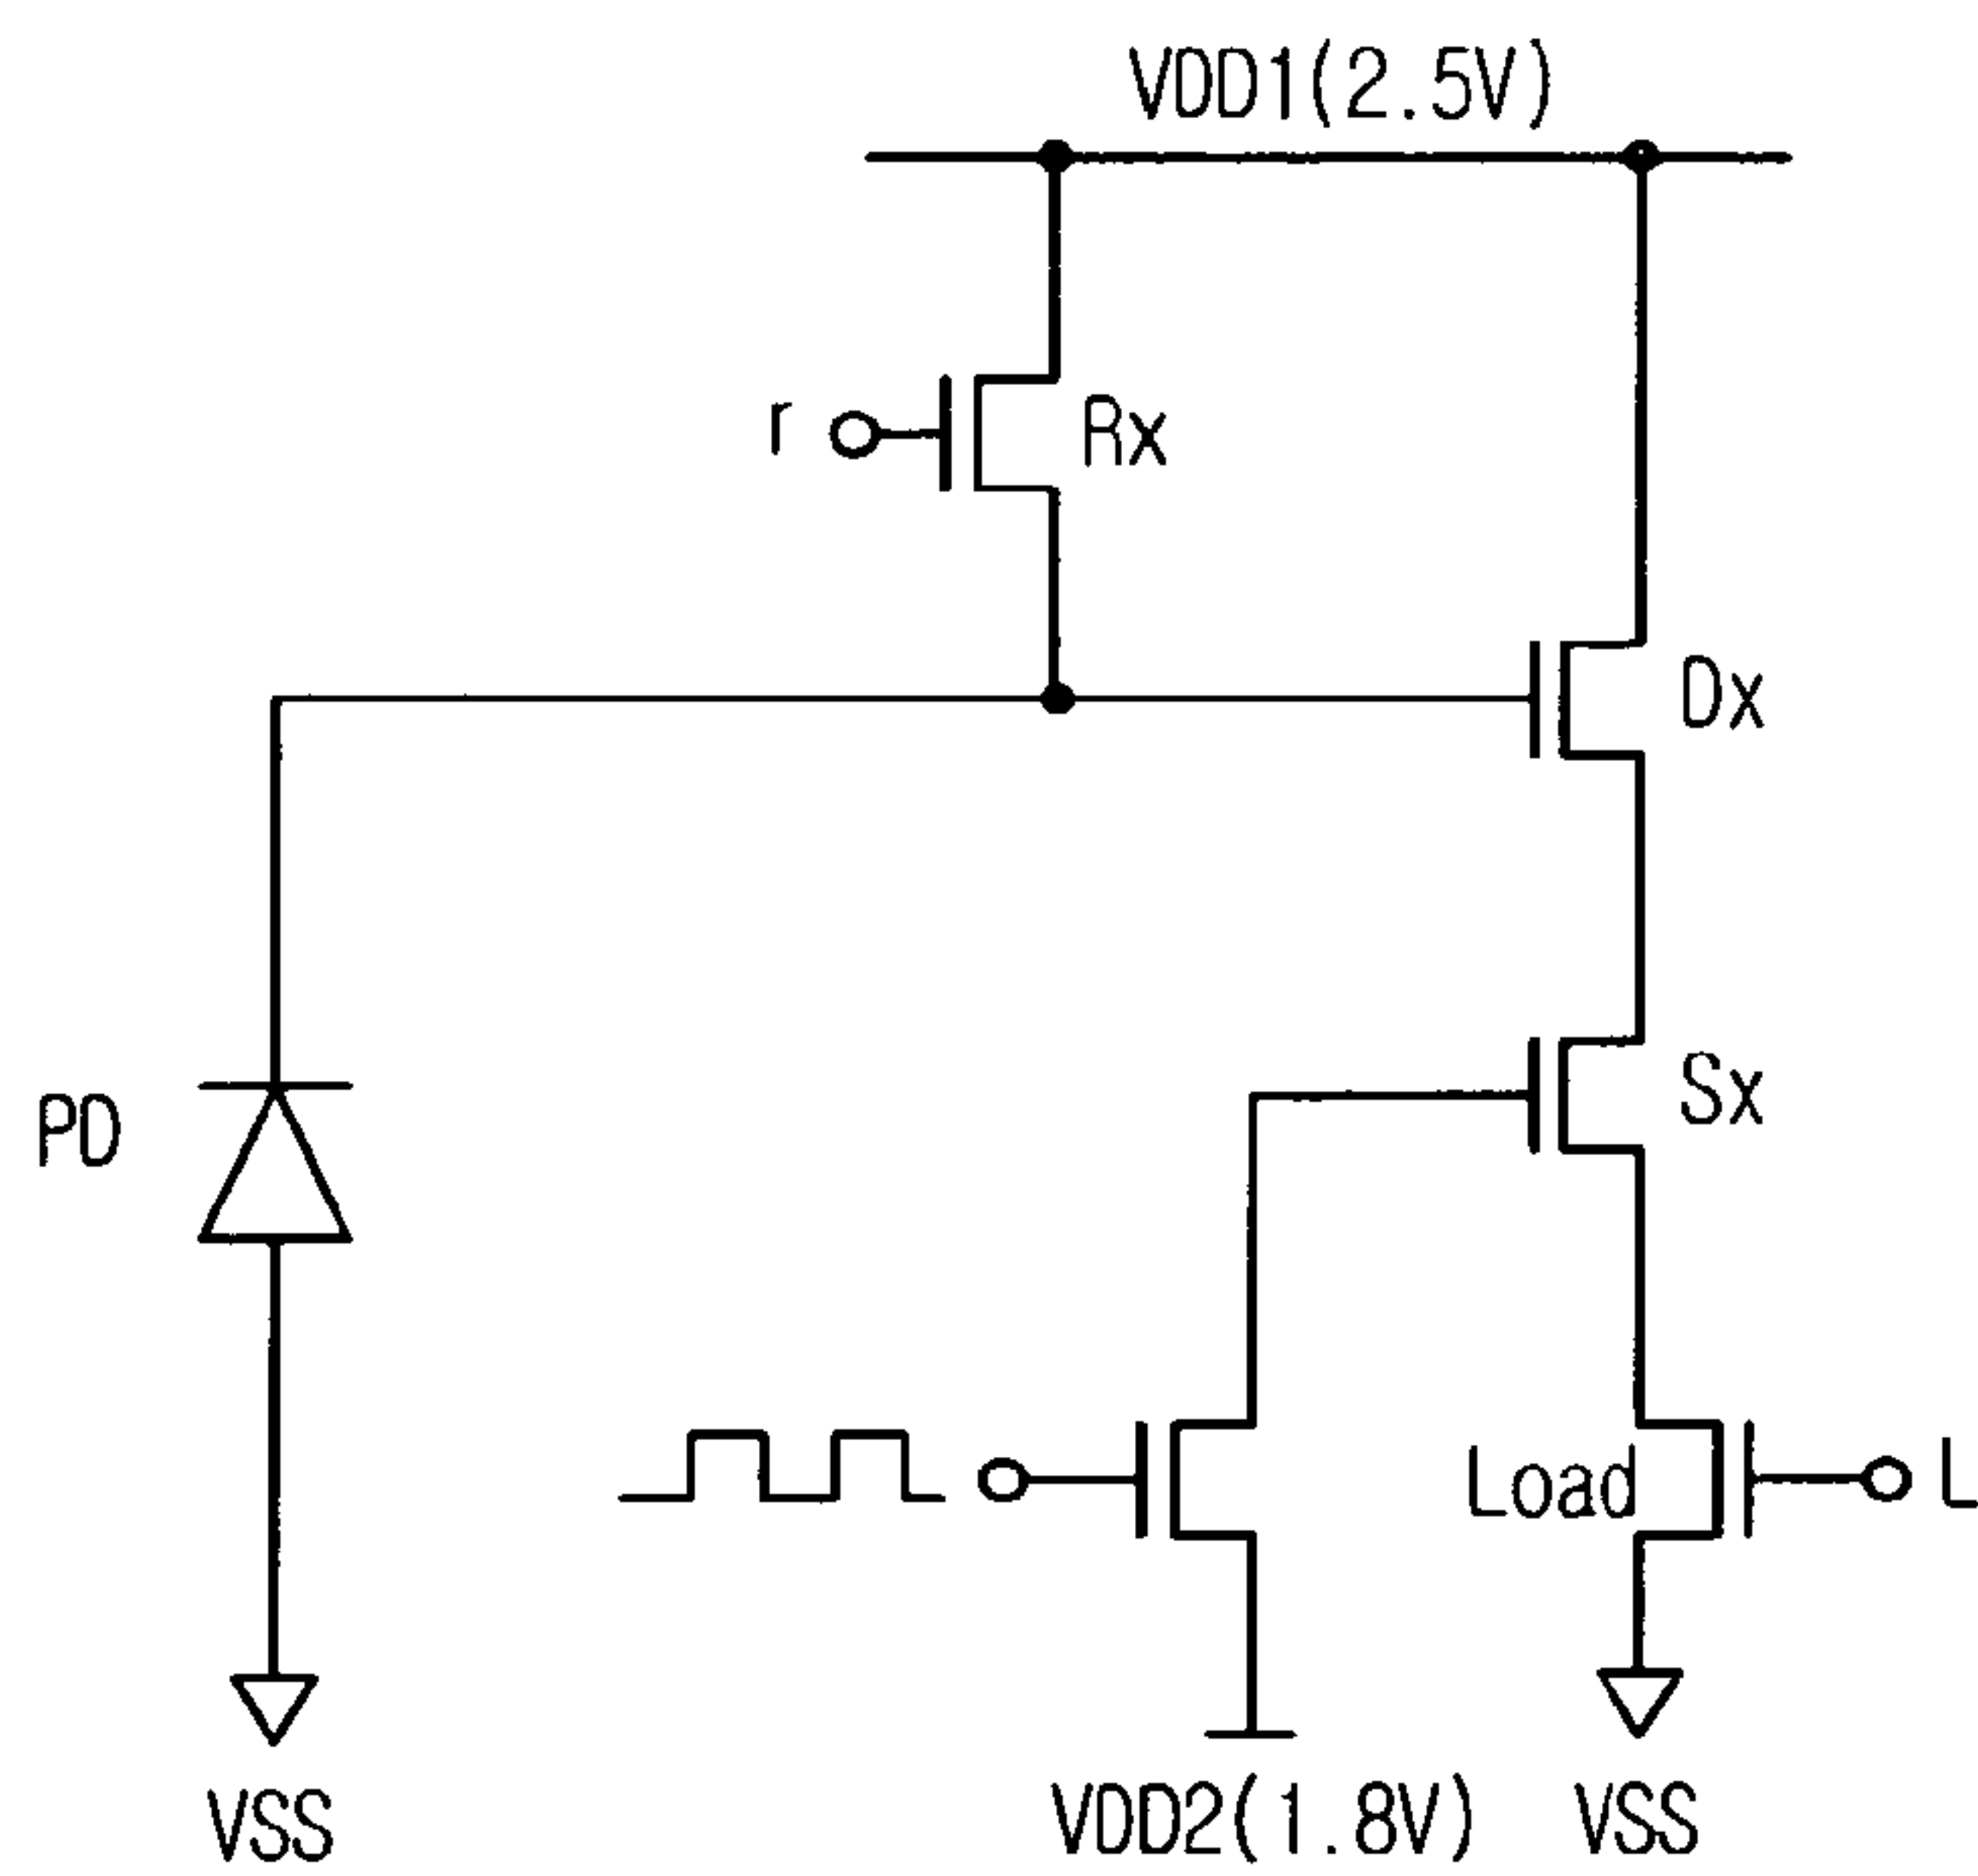 VDD1(2.5V)
r
Rx
Dx
PD
Sx
Load
L
VSS
VDD2(1.8V)
VSS